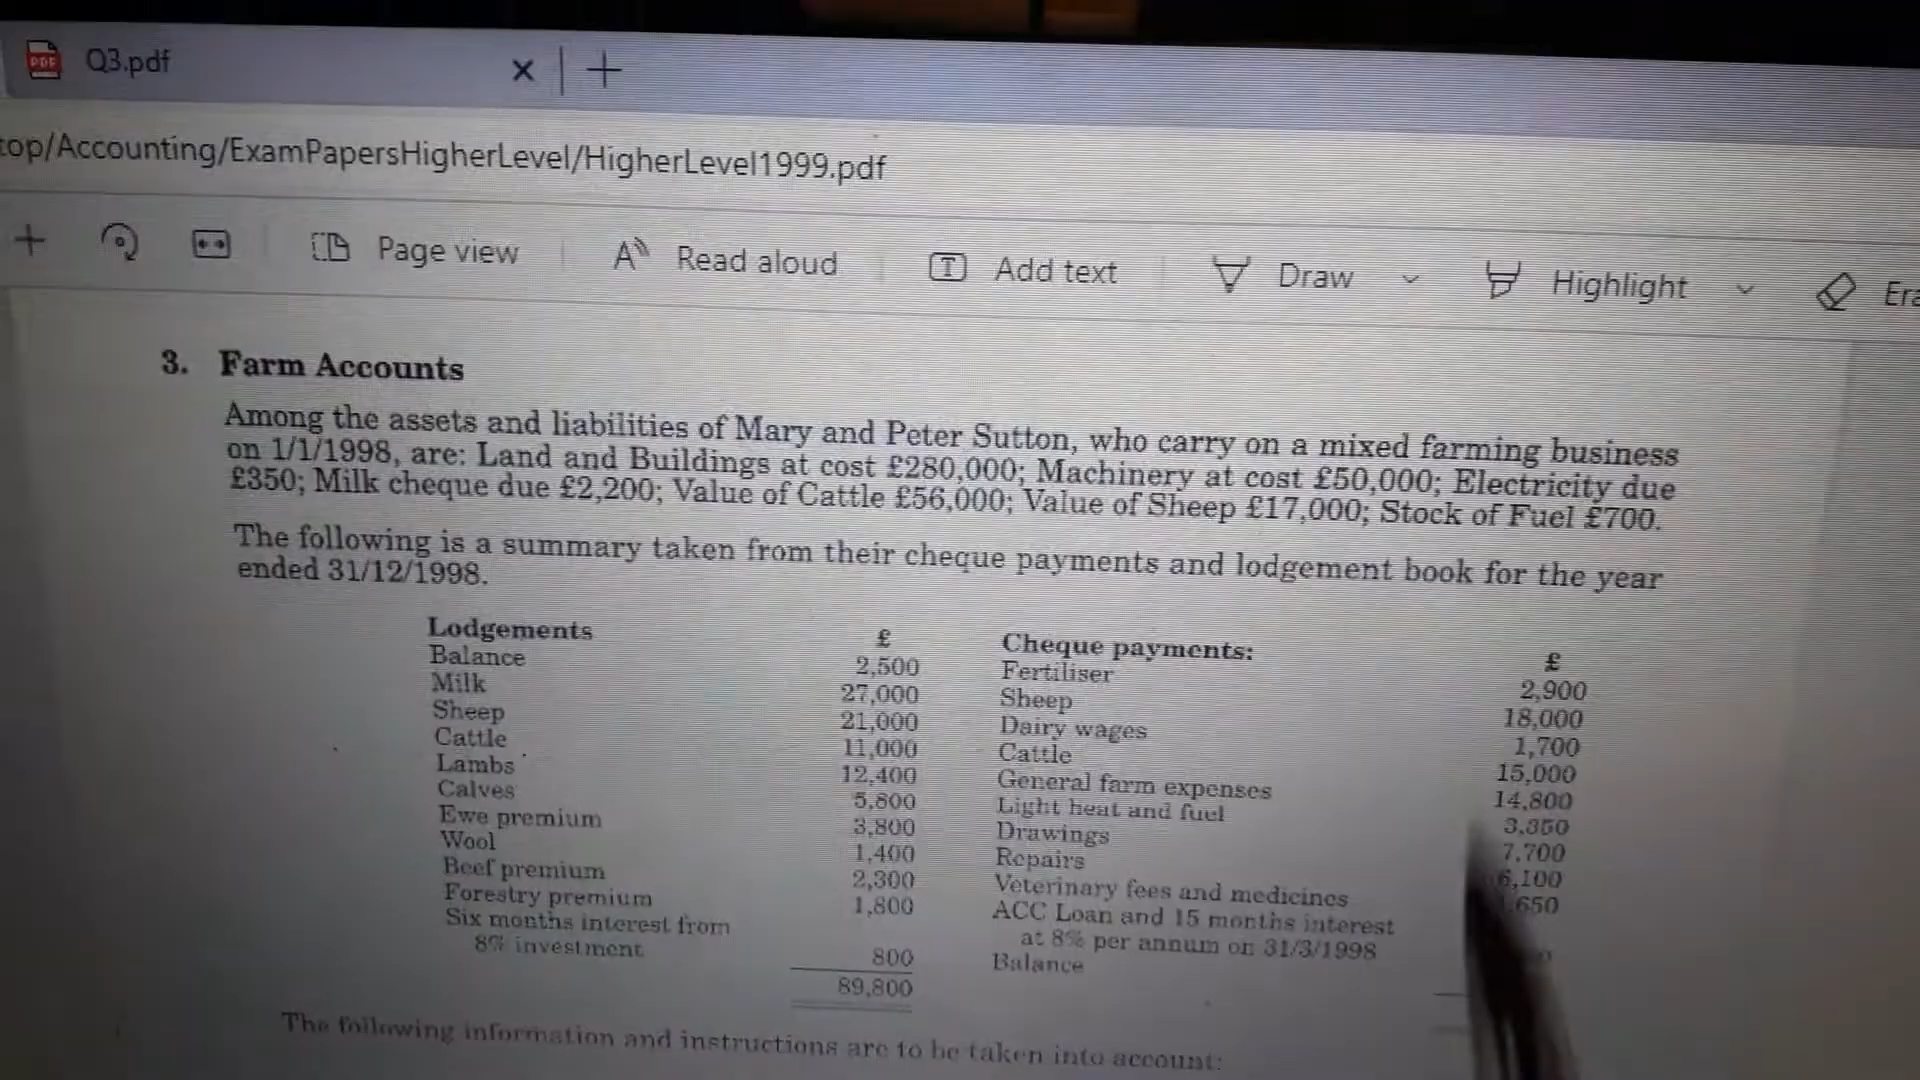 Q3.pdf
top/Accounting/ExamPapersHigherLevel/HigherLevel1999.pdf
Page view
Read aloud
Add text
Draw
Highlight
3. Farm Accounts
Among the assets and liabilities of Mary and Peter Sutton, who carry on a mixed farming business
on 1/1/1998, are: Land and Buildings at cost £280,000; Machinery at cost £50,000; Electricity due
£350; Milk cheque due £2,200; Value of Cattle £56,000; Value of Sheep £17,000; Stock of Fuel £700.
The following is a summary taken from their cheque payments and lodgement book for the year
ended 31/12/1998.
Lodgements £ Cheque payments: £
Balance 2,500 Fertiliser 2,900
Milk 27,000 Sheep 18,000
Sheep 21,000 Dairy wages 1,700
Cattle 11,000 Cattle 15,000
Lambs 12,400 General farm expenses 14,800
Calves 5,800 Light heat and fuel 3,350
Ewe premium 3,800 Drawings 7,700
Wool 1,400 Repairs 6,100
Beef premium 2,300 Veterinary fees and medicines 650
Forestry premium 1,800 ACC Loan and 15 months interest
Six months interest from at 8% per annum on 31/3/1998
8% investment 800 Balance
89,800
The following information and instructions are to be taken into account: